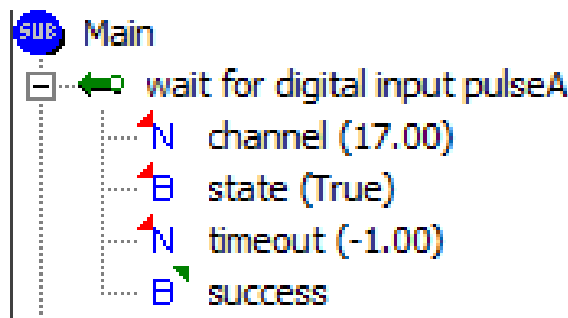 SUB Main
wait for digital input pulseA
N channel (17.00)
B state (True)
N timeout (-1.00)
B success